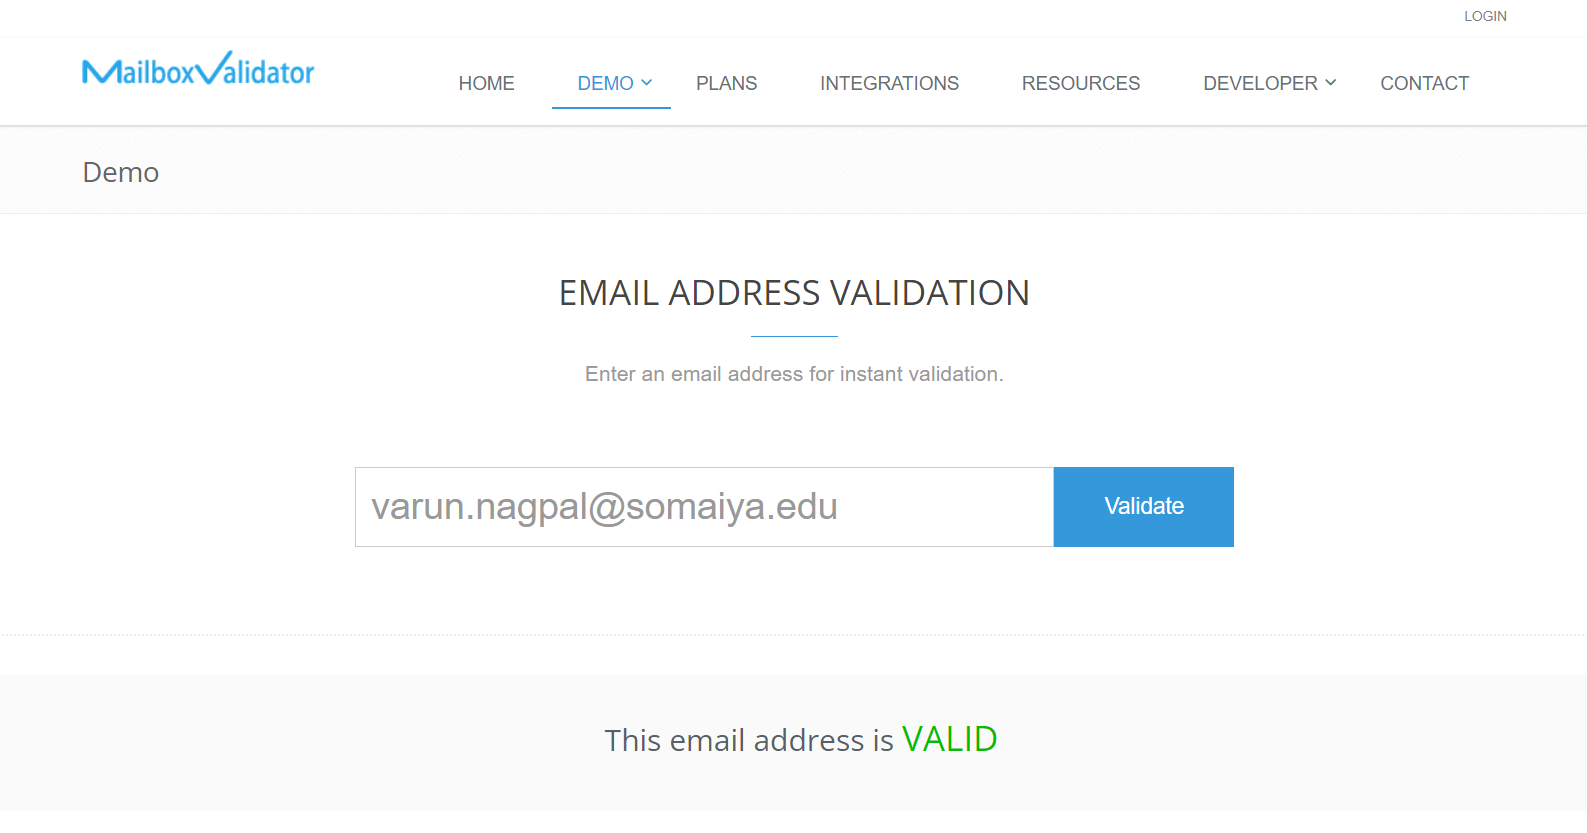 LOGIN
MailboxValidator
HOME DEMO PLANS INTEGRATIONS RESOURCES DEVELOPER CONTACT
Demo
EMAIL ADDRESS VALIDATION
Enter an email address for instant validation.
varun.nagpal@somaiya.edu Validate
This email address is VALID